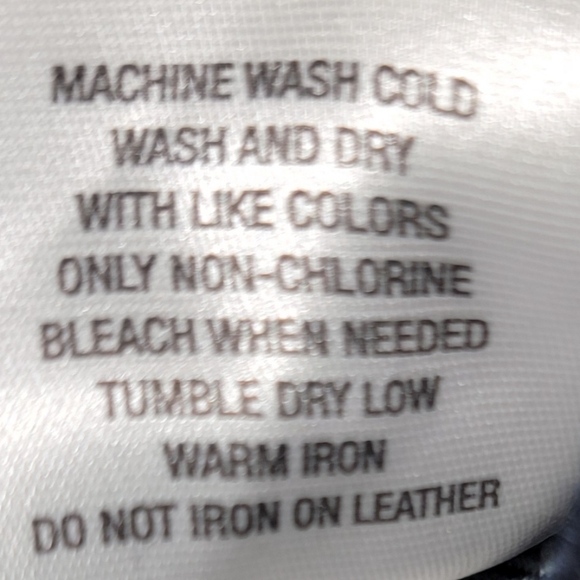 MACHINE WASH COLD
WASH AND DRY
WITH LIKE COLORS
ONLY NON-CHLORINE
BLEACH WHEN NEEDED
TUMBLE DRY LOW
WARM IRON
DO NOT IRON ON LEATHER